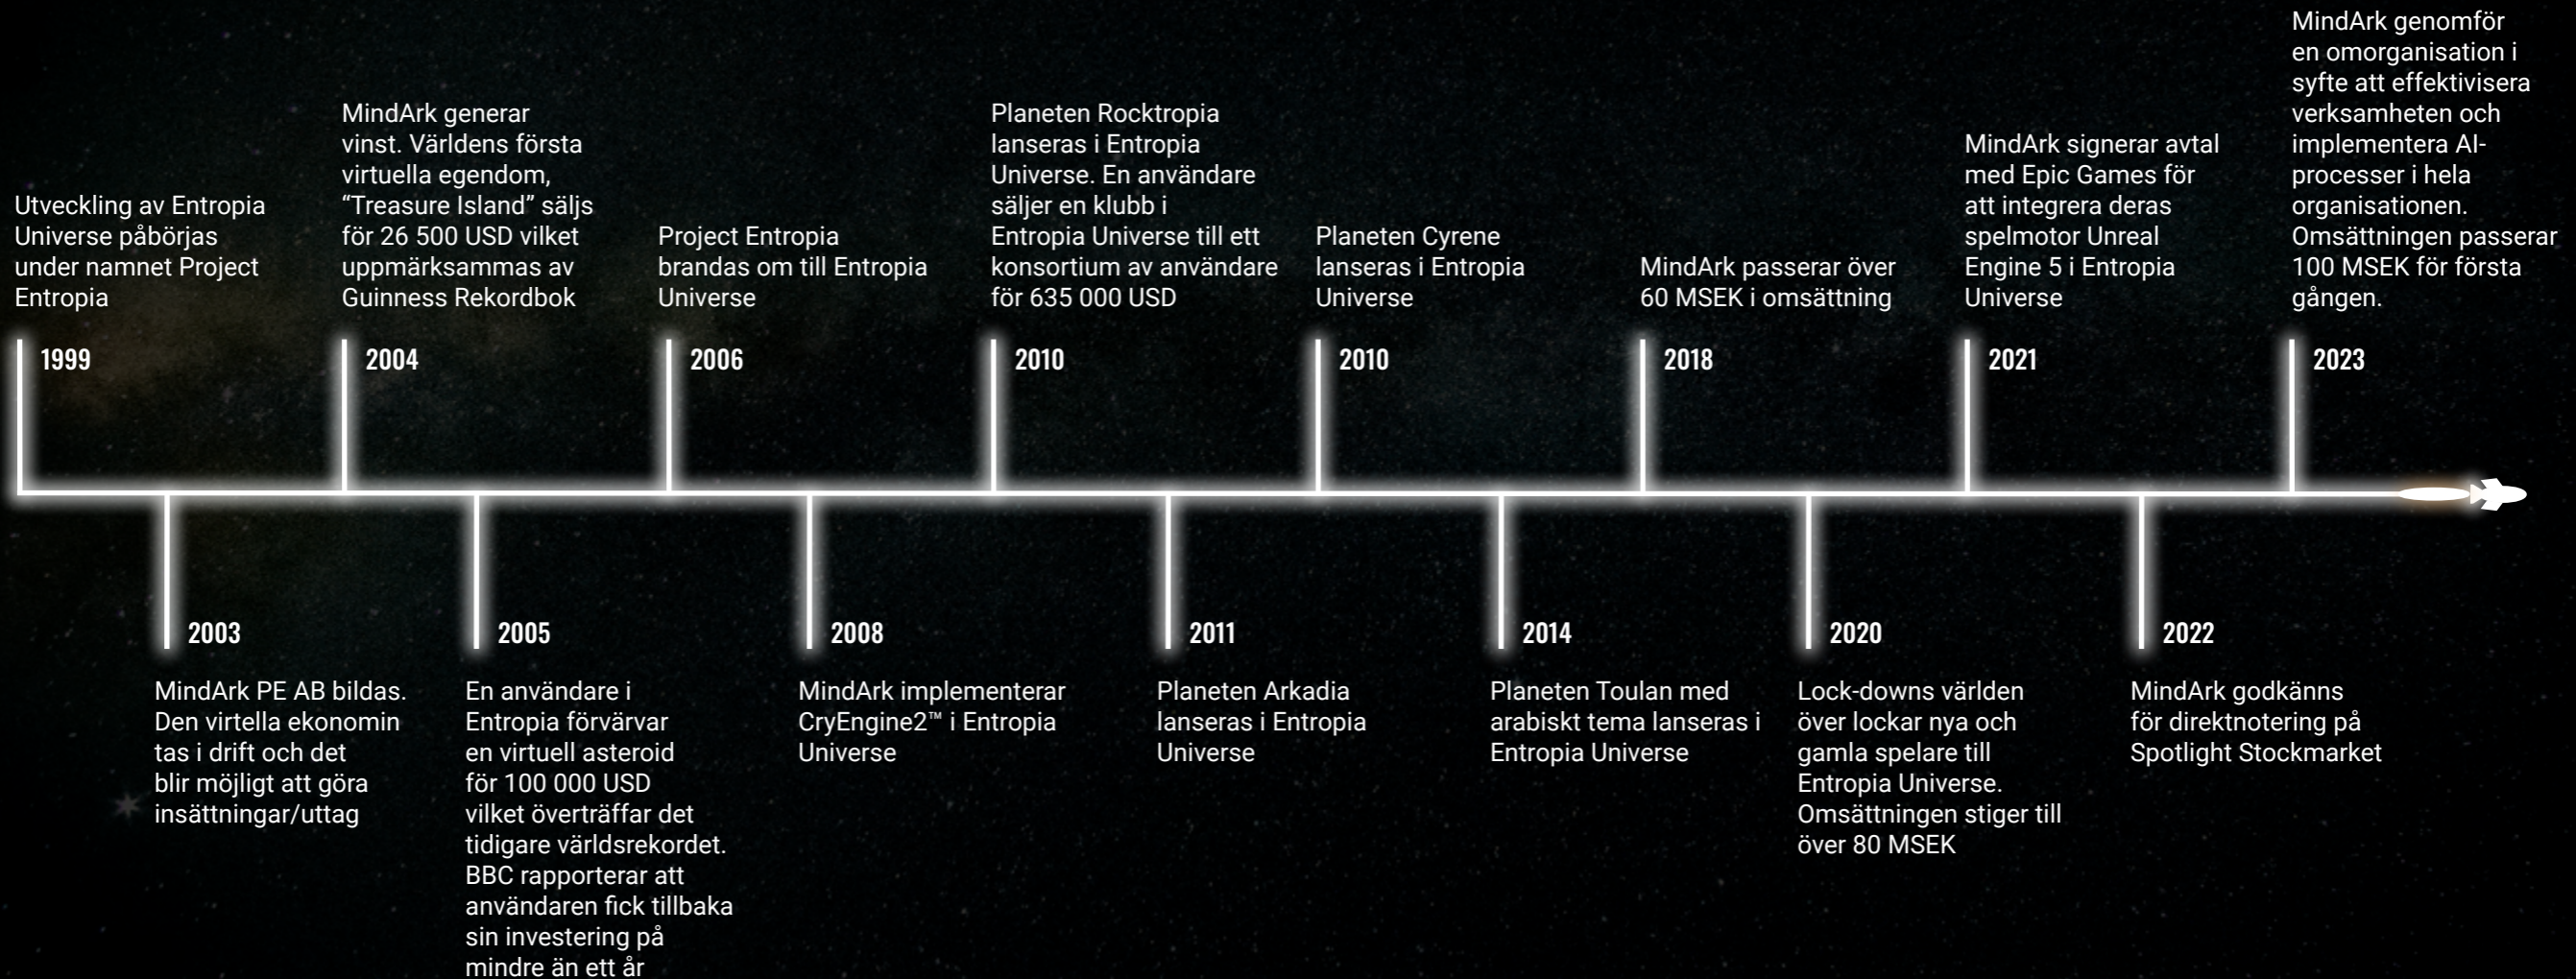 Utveckling av Entropia
Universe påbörjas
under namnet Project
Entropia
1999
2003
MindArk PE AB bildas.
Den virtella ekonomin
tas i drift och det
blir möjligt att göra
insättningar/uttag
MindArk generar
vinst. Världens första
virtuella egendom,
“Treasure Island” säljs
för 26 500 USD vilket
uppmärksammas av
Guinness Rekordbok
2004
2005
En användare i
Entropia förvärvar
en virtuell asteroid
för 100 000 USD
vilket överträffar det
tidigare världsrekordet.
BBC rapporterar att
användaren fick tillbaka
sin investering på
mindre än ett år
Project Entropia
brandas om till Entropia
Universe
2006
2008
MindArk implementerar
CryEngine2™ i Entropia
Universe
Planeten Rocktropia
lanseras i Entropia
Universe. En användare
säljer en klubb i
Entropia Universe till ett
konsortium av användare
för 635 000 USD
2010
2011
Planeten Arkadia
lanseras i Entropia
Universe
Planeten Cyrene
lanseras i Entropia
Universe
2010
2014
Planeten Toulan med
arabiskt tema lanseras i
Entropia Universe
MindArk passerar över
60 MSEK i omsättning
2018
2020
Lock-downs världen
över lockar nya och
gamla spelare till
Entropia Universe.
Omsättningen stiger till
över 80 MSEK
MindArk signerar avtal
med Epic Games för
att integrera deras
spelmotor Unreal
Engine 5 i Entropia
Universe
2021
2022
MindArk godkänns
för direktnotering på
Spotlight Stockmarket
MindArk genomför
en omorganisation i
syfte att effektivisera
verksamheten och
implementera AI-
processer i hela
organisationen.
Omsättningen passerar
100 MSEK för första
gången.
2023